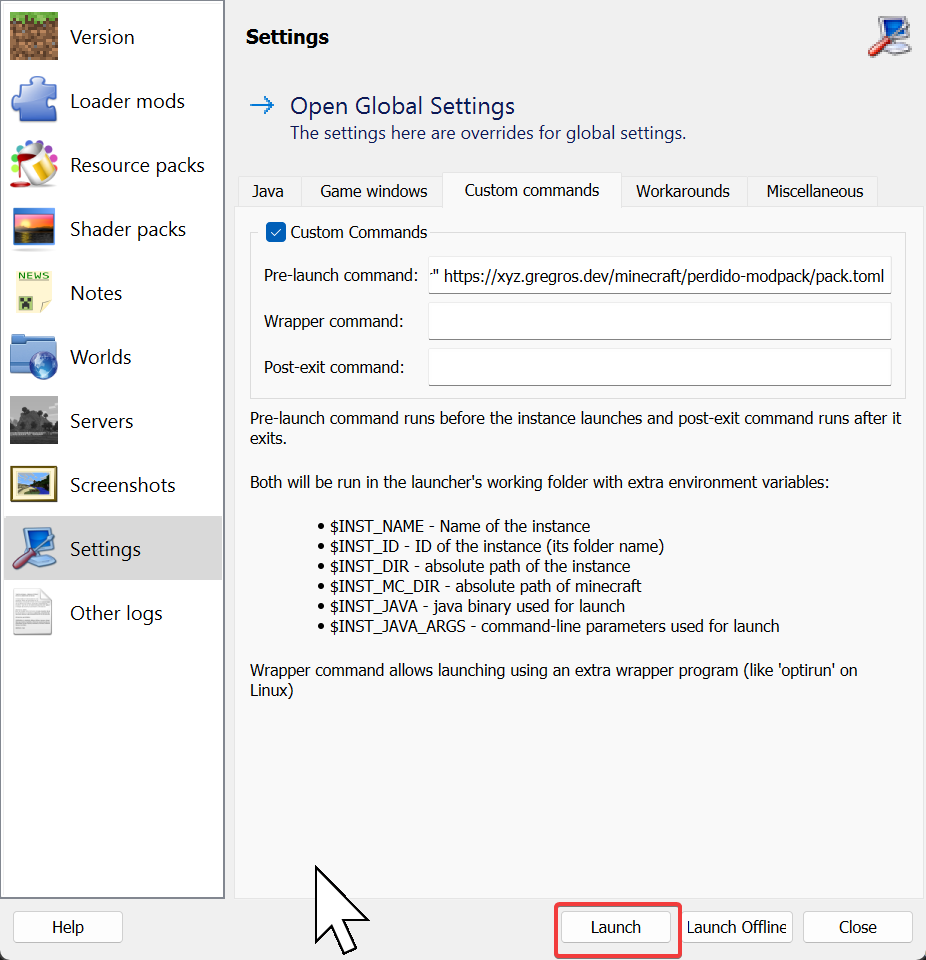 Version
Loader mods
Resource packs
Shader packs
NEWS
Notes
Worlds
Servers
Screenshots
Settings
Other logs
Settings
Open Global Settings
The settings here are overrides for global settings.
Java Game windows Custom commands Workarounds Miscellaneous
Custom Commands
Pre-launch command: " https://xyz.gregros.dev/minecraft/perdido-modpack/pack.toml
Wrapper command:
Post-exit command:
Pre-launch command runs before the instance launches and post-exit command runs after it
exits.
Both will be run in the launcher's working folder with extra environment variables:
• $INST_NAME - Name of the instance
• $INST_ID - ID of the instance (its folder name)
• $INST_DIR - absolute path of the instance
• $INST_MC_DIR - absolute path of minecraft
• $INST_JAVA - java binary used for launch
• $INST_JAVA_ARGS - command-line parameters used for launch
Wrapper command allows launching using an extra wrapper program (like 'optirun' on
Linux)
Help Launch Launch Offline Close